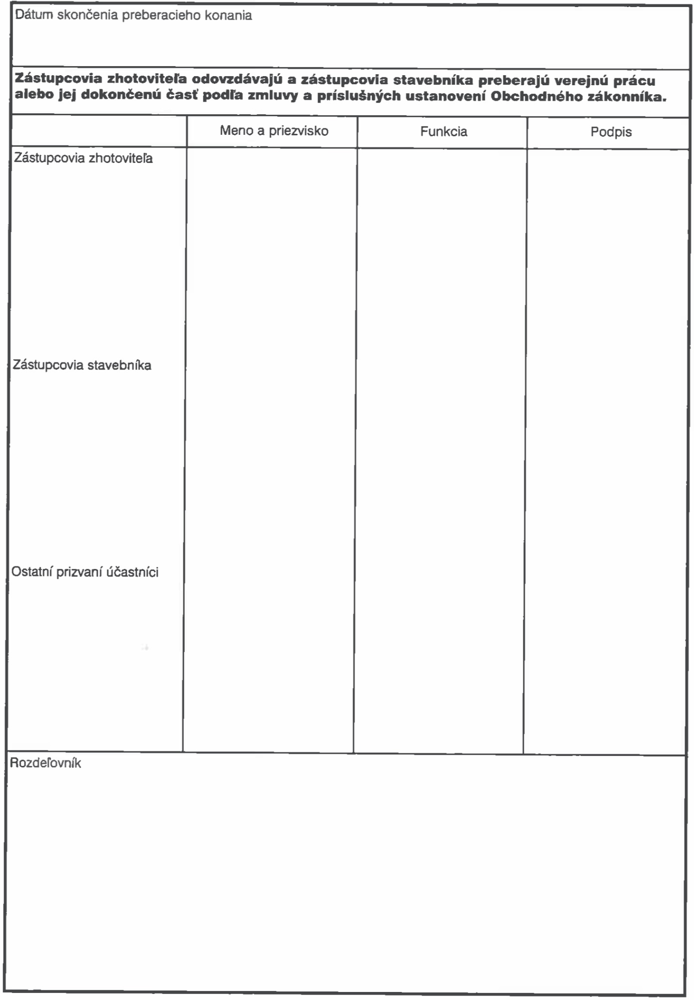 Dátum skončenia preberacieho konania
Zástupcovia zhotoviteľa odovzdávajú a zástupcovia stavebníka preberajú verejnú prácu
alebo jej dokončenú časť podľa zmluvy a príslušných ustanovení Obchodného zákonníka.
Meno a priezvisko Funkcia Podpis
Zástupcovia zhotoviteľa
Zástupcovia stavebníka
Ostatní prizvaní účastníci
Rozdeľovník